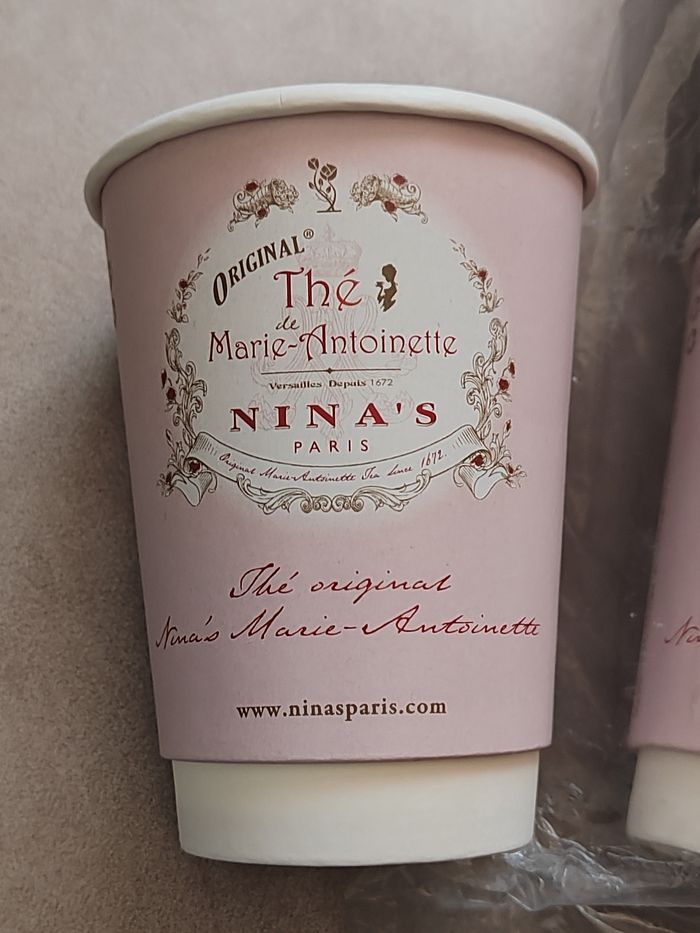 ORIGINAL®
Thé
de
Marie-Antoinette
Versailles Depuis 1672
NINA'S
PARIS
Original Marie-Antoinette Tea Since 1672.
Thé original
Nina's Marie-Antoinette
www.ninasparis.com